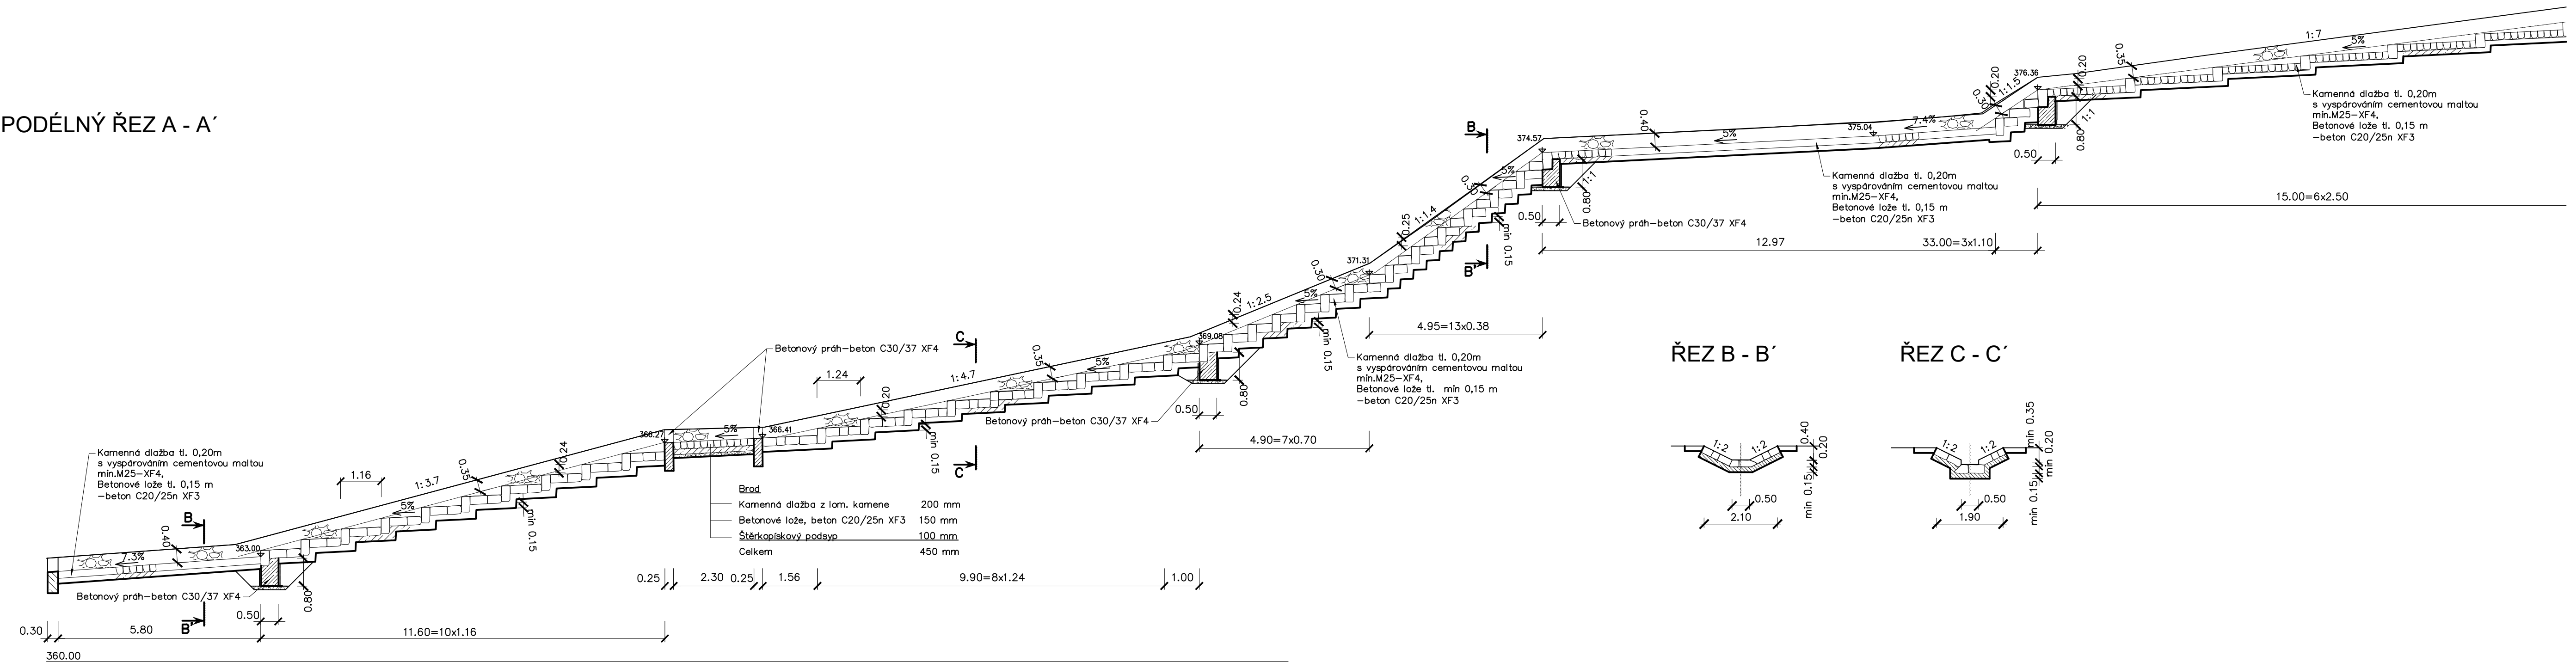 PODÉLNÝ ŘEZ A - A´
Kamenná dlažba tl. 0,20m
s vyspárováním cementovou maltou
min.M25-XF4,
Betonové lože tl. 0,15 m
-beton C20/25n XF3
B
0.40
7.3%
363.00
Betonový práh-beton C30/37 XF4
B'
0.50
0.80
0.30
5.80
11.60=10x1.16
360.00
1.16
5%
1:3.7
0.35
0.24
min 0.15
366.27
5%
366.41
Betonový práh-beton C30/37 XF4
Brod
Kamenná dlažba z lom. kamene 200 mm
Betonové lože, beton C20/25n XF3 150 mm
Štěrkopískový podsyp 100 mm
Celkem 450 mm
0.25
2.30
0.25
1.56
9.90=8x1.24
1.00
1.24
0.20
1:4.7
0.35
5%
min 0.15
C
C'
369.08
Betonový práh-beton C30/37 XF4
0.50
0.80
4.90=7x0.70
0.24
1:2.5
5%
0.30
min 0.15
371.31
Kamenná dlažba tl. 0,20m
s vyspárováním cementovou maltou
min.M25-XF4,
Betonové lože tl. min 0,15 m
-beton C20/25n XF3
4.95=13x0.38
0.25
1:1.4
0.30
5%
min 0.15
B
B'
374.57
0.50
0.80
1:1
Betonový práh-beton C30/37 XF4
0.40
5%
375.04
7.4%
Kamenná dlažba tl. 0,20m
s vyspárováním cementovou maltou
min.M25-XF4,
Betonové lože tl. 0,15 m
-beton C20/25n XF3
12.97
33.00=3x1.10
0.30
0.20
1:1.5
376.36
0.20
0.35
1:1
0.80
0.50
1:7
5%
Kamenná dlažba tl. 0,20m
s vyspárováním cementovou maltou
min.M25-XF4,
Betonové lože tl. 0,15 m
-beton C20/25n XF3
15.00=6x2.50
ŘEZ B - B´
1:2
1:2
0.40
0.20
min 0.15
0.50
2.10
ŘEZ C - C´
1:2
1:2
min 0.35
min 0.20
min 0.15
0.50
1.90